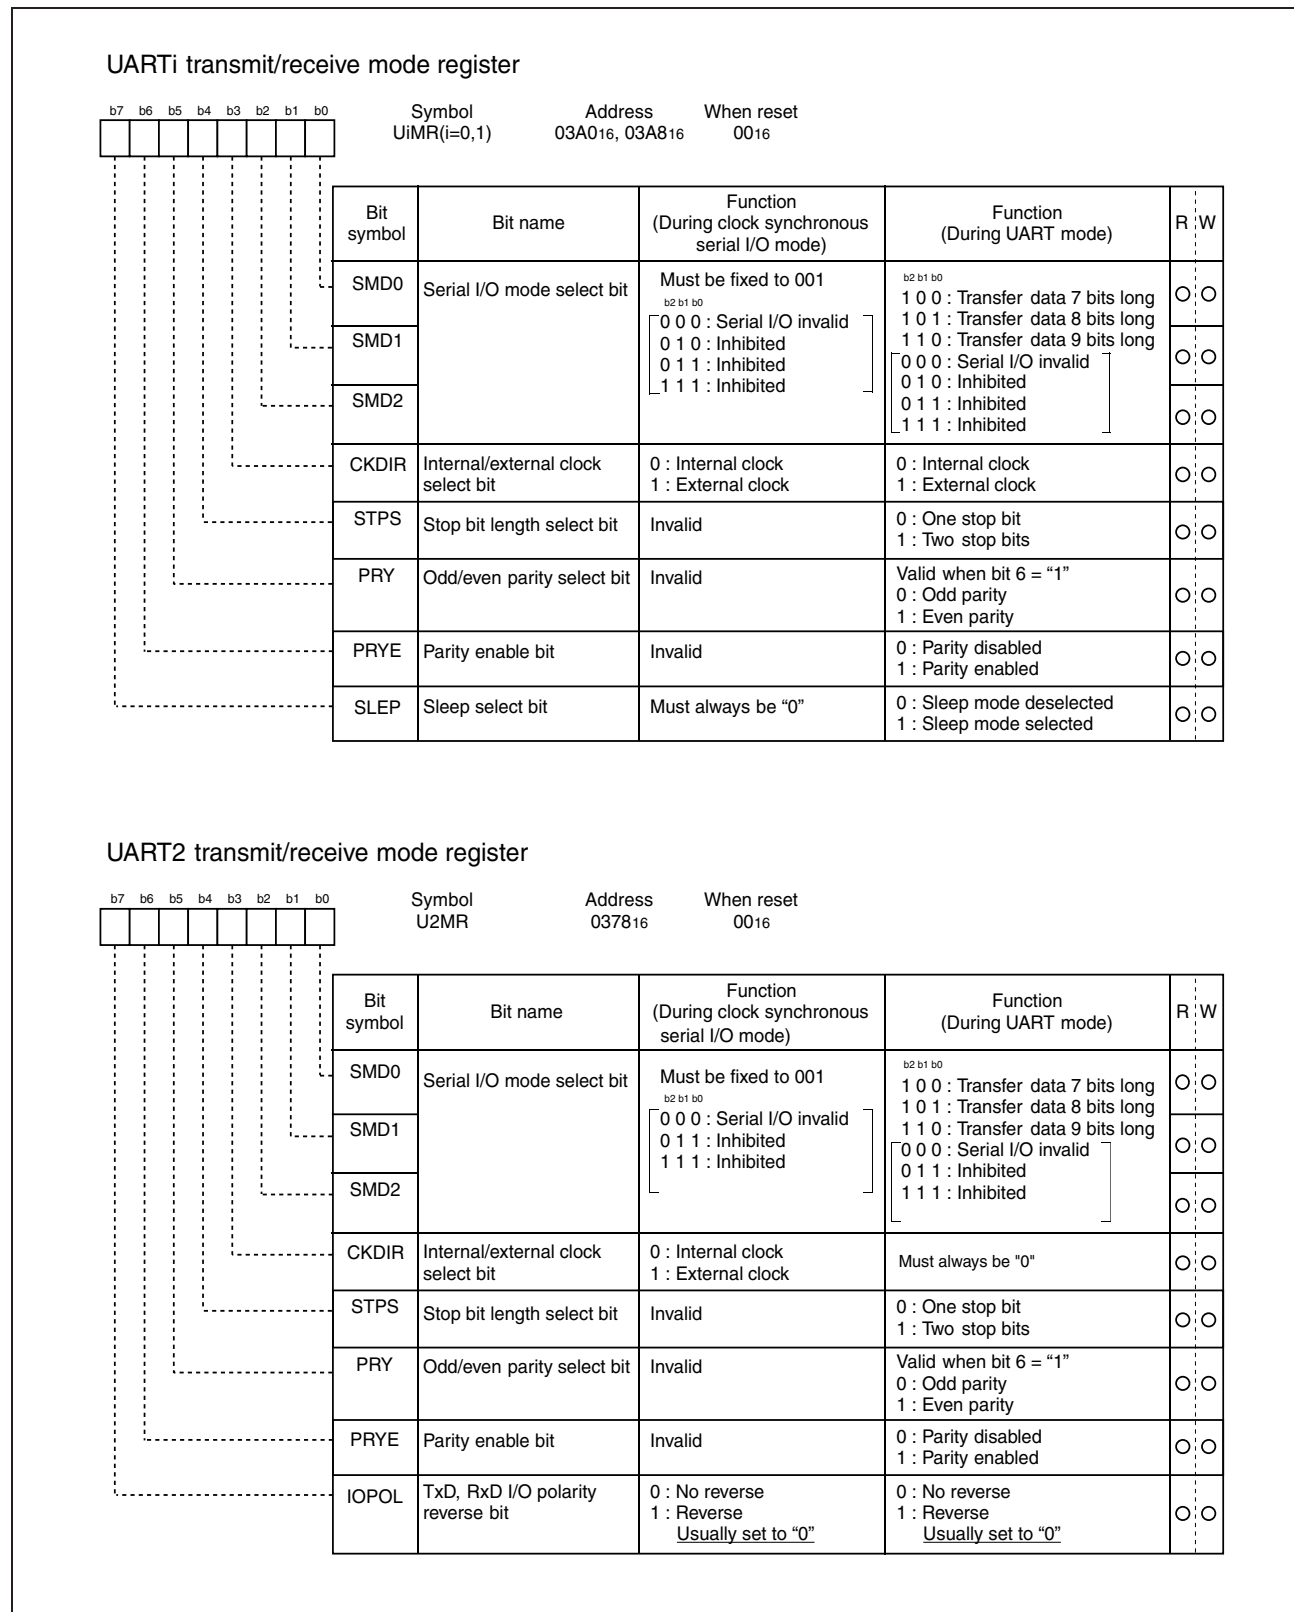 UARTi transmit/receive mode register
b7 b6 b5 b4 b3 b2 b1 b0
Symbol Address When reset
UiMR(i=0,1) 03A016, 03A816 0016
Bit symbol Bit name Function (During clock synchronous serial I/O mode) Function (During UART mode) R W
SMD0 Serial I/O mode select bit
SMD1
SMD2
Must be fixed to 001
b2 b1 b0
0 0 0 : Serial I/O invalid
0 1 0 : Inhibited
0 1 1 : Inhibited
1 1 1 : Inhibited
b2 b1 b0
1 0 0 : Transfer data 7 bits long
1 0 1 : Transfer data 8 bits long
1 1 0 : Transfer data 9 bits long
0 0 0 : Serial I/O invalid
0 1 0 : Inhibited
0 1 1 : Inhibited
1 1 1 : Inhibited
CKDIR
Internal/external clock
select bit
0 : Internal clock
1 : External clock
0 : Internal clock
1 : External clock
STPS
Stop bit length select bit
Invalid
0 : One stop bit
1 : Two stop bits
PRY
Odd/even parity select bit
Invalid
Valid when bit 6 = “1”
0 : Odd parity
1 : Even parity
PRYE
Parity enable bit
Invalid
0 : Parity disabled
1 : Parity enabled
SLEP
Sleep select bit
Must always be “0”
0 : Sleep mode deselected
1 : Sleep mode selected
UART2 transmit/receive mode register
b7 b6 b5 b4 b3 b2 b1 b0
Symbol Address When reset
U2MR 037816 0016
Bit symbol Bit name Function (During clock synchronous serial I/O mode) Function (During UART mode) R W
SMD0 Serial I/O mode select bit
SMD1
SMD2
Must be fixed to 001
b2 b1 b0
0 0 0 : Serial I/O invalid
0 1 1 : Inhibited
1 1 1 : Inhibited
b2 b1 b0
1 0 0 : Transfer data 7 bits long
1 0 1 : Transfer data 8 bits long
1 1 0 : Transfer data 9 bits long
0 0 0 : Serial I/O invalid
0 1 1 : Inhibited
1 1 1 : Inhibited
CKDIR
Internal/external clock
select bit
0 : Internal clock
1 : External clock
Must always be "0"
STPS
Stop bit length select bit
Invalid
0 : One stop bit
1 : Two stop bits
PRY
Odd/even parity select bit
Invalid
Valid when bit 6 = “1”
0 : Odd parity
1 : Even parity
PRYE
Parity enable bit
Invalid
0 : Parity disabled
1 : Parity enabled
IOPOL
TxD, RxD I/O polarity
reverse bit
0 : No reverse
1 : Reverse
Usually set to “0”
0 : No reverse
1 : Reverse
Usually set to “0”